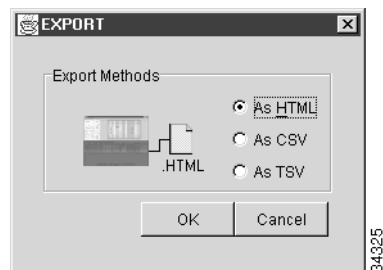 EXPORT
Export Methods
As HTML
As CSV
.HTML
As TSV
OK
Cancel
34325